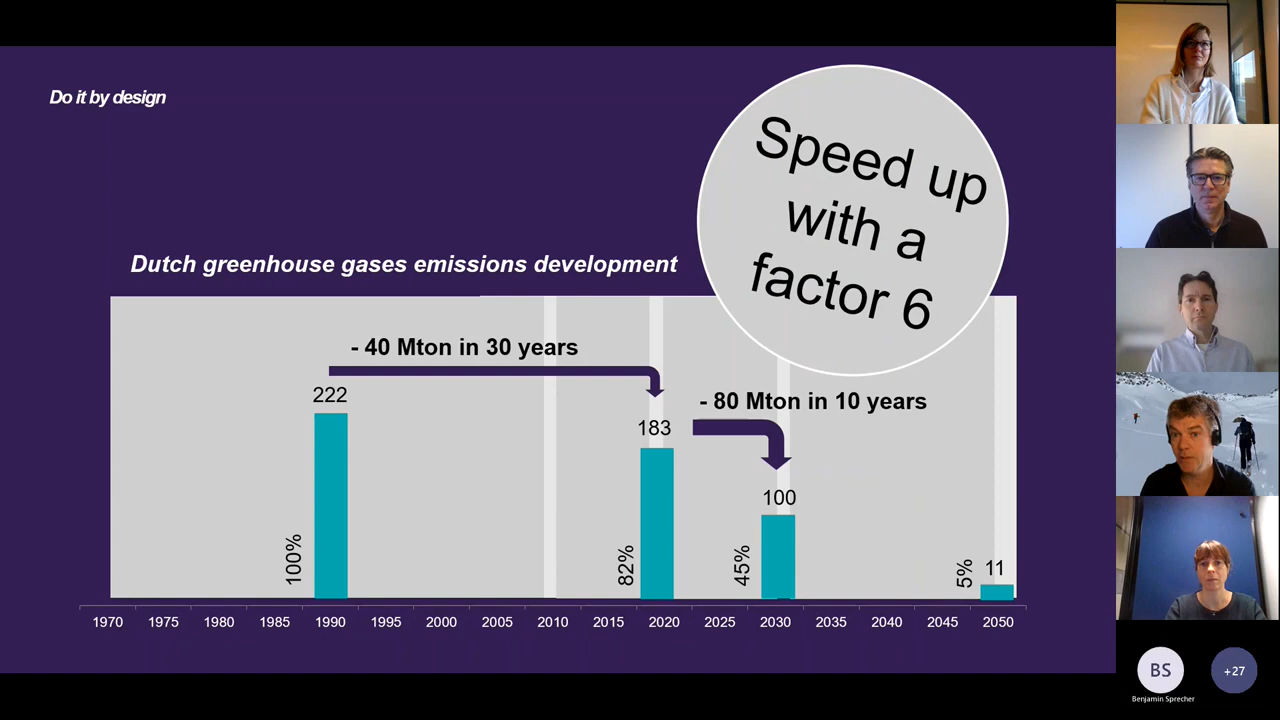 Do it by design
Speed up
with a
factor 6
Dutch greenhouse gases emissions development
- 40 Mton in 30 years
222
- 80 Mton in 10 years
183
100
100%
82%
45%
5%
11
1970 1975 1980 1985 1990 1995 2000 2005 2010 2015 2020 2025 2030 2035 2040 2045 2050
BS
+27
Benjamin Sprecher